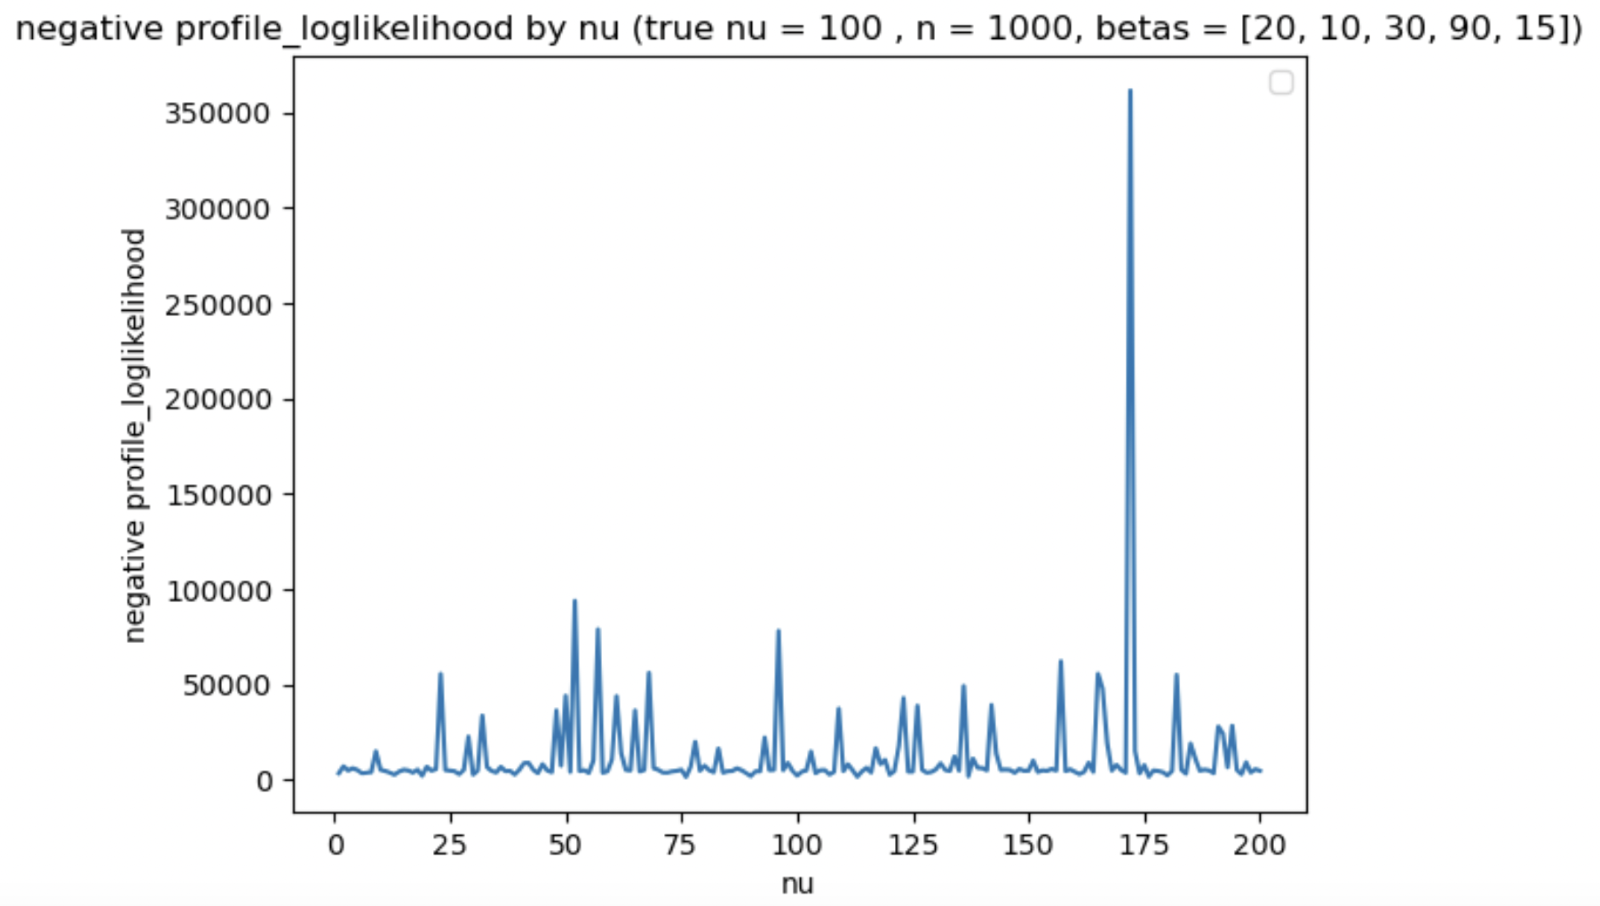 negative profile_loglikelihood by nu (true nu = 100 , n = 1000, betas = [20, 10, 30, 90, 15])
350000
300000
250000
200000
150000
100000
50000
0
negative profile_loglikelihood
0 25 50 75 100 125 150 175 200
nu